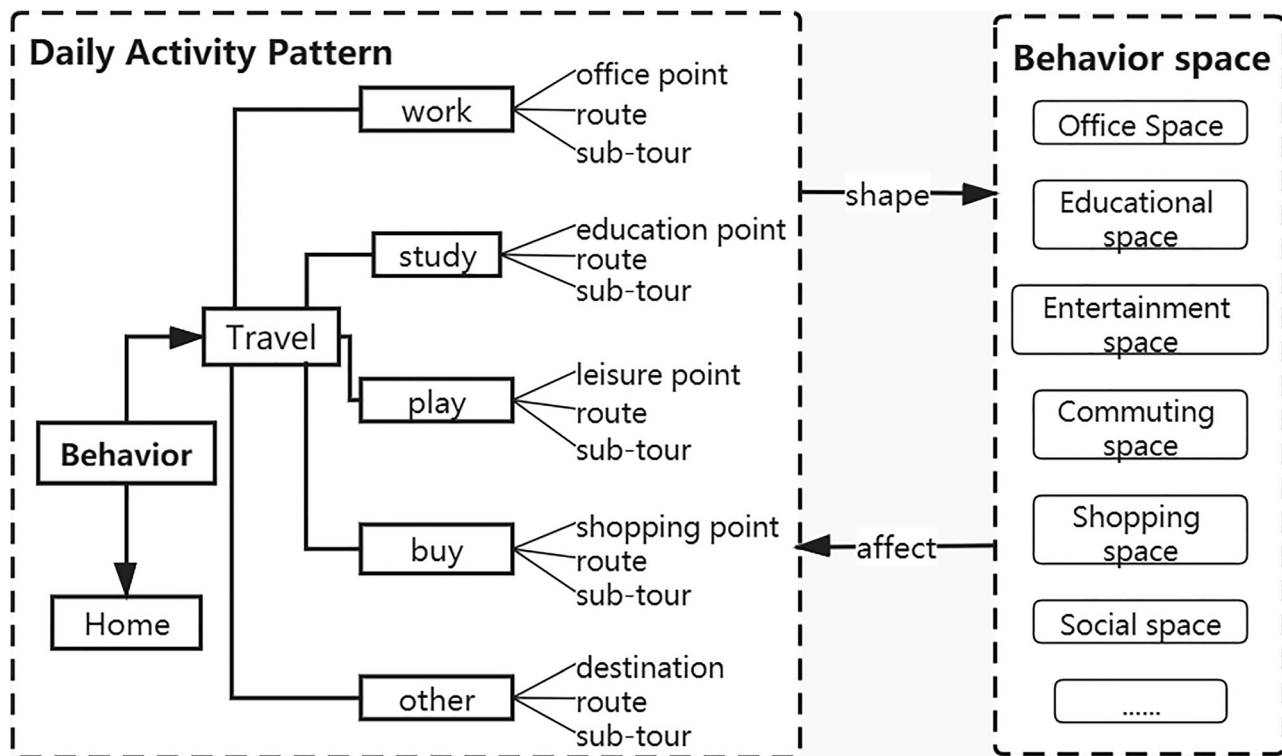 Daily Activity Pattern
work
office point
route
sub-tour
study
education point
route
sub-tour
Travel
play
leisure point
route
sub-tour
Behavior
buy
shopping point
route
sub-tour
Home
other
destination
route
sub-tour
shape
affect
Behavior space
Office Space
Educational
space
Entertainment
space
Commuting
space
Shopping
space
Social space
......